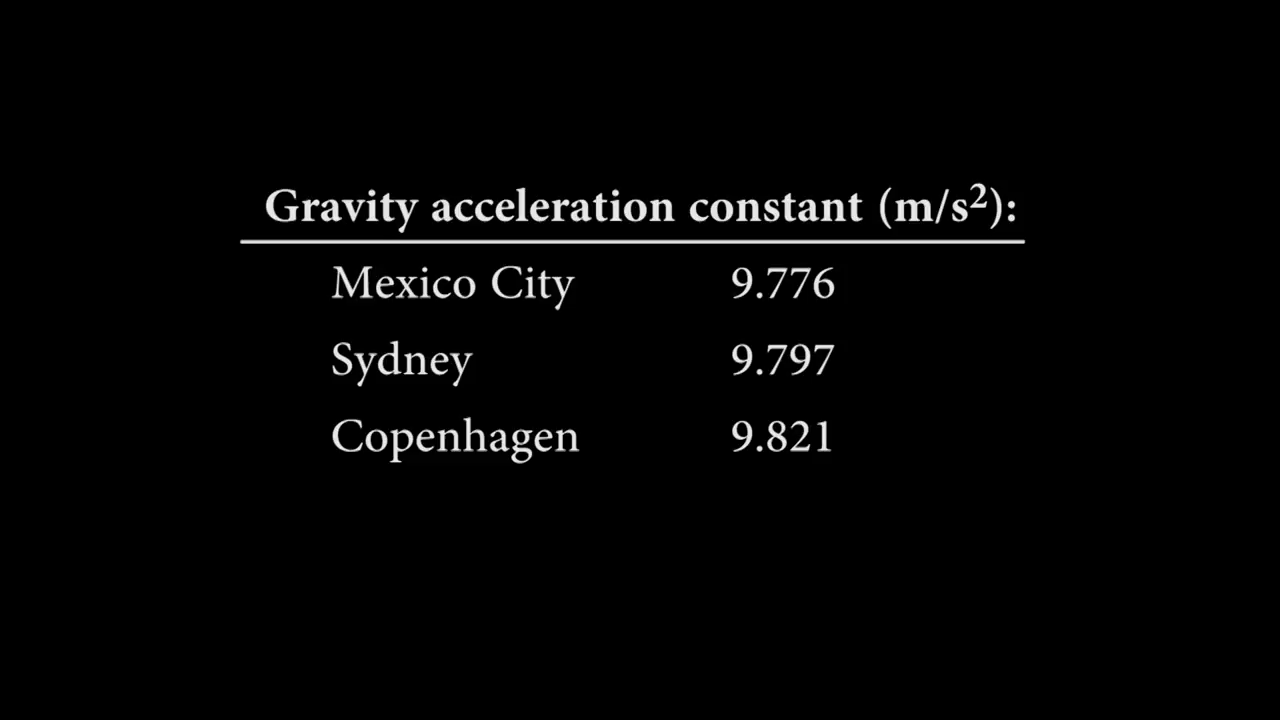 Gravity acceleration constant (m/s²):
Mexico City 9.776
Sydney 9.797
Copenhagen 9.821